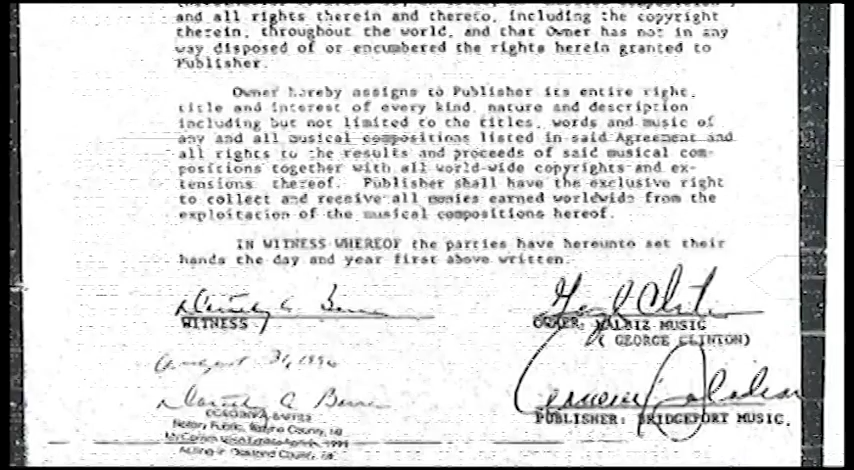 and all rights therein and thereto, including the copyright
therein, throughout the world, and that Owner has not in any
way disposed of or encumbered the rights herein granted to
Publisher.
Owner hereby assigns to Publisher its entire right,
title and interest of every kind, nature and description
including but not limited to the titles, words and music of
any and all musical compositions listed in said Agreement and
all rights to the results and proceeds of said musical com-
positions together with all world-wide copyrights and ex-
tensions thereof. Publisher shall have the exclusive right
to collect and receive all monies earned worldwide from the
exploitation of the musical compositions hereof.
IN WITNESS WHEREOF the parties have hereunto set their
hands the day and year first above written.
WITNESS
OWNER: MALBIZ MUSIC
( GEORGE CLINTON)
August 31,
PUBLISHER: BRIDGEPORT MUSIC,
Notary Public, County,